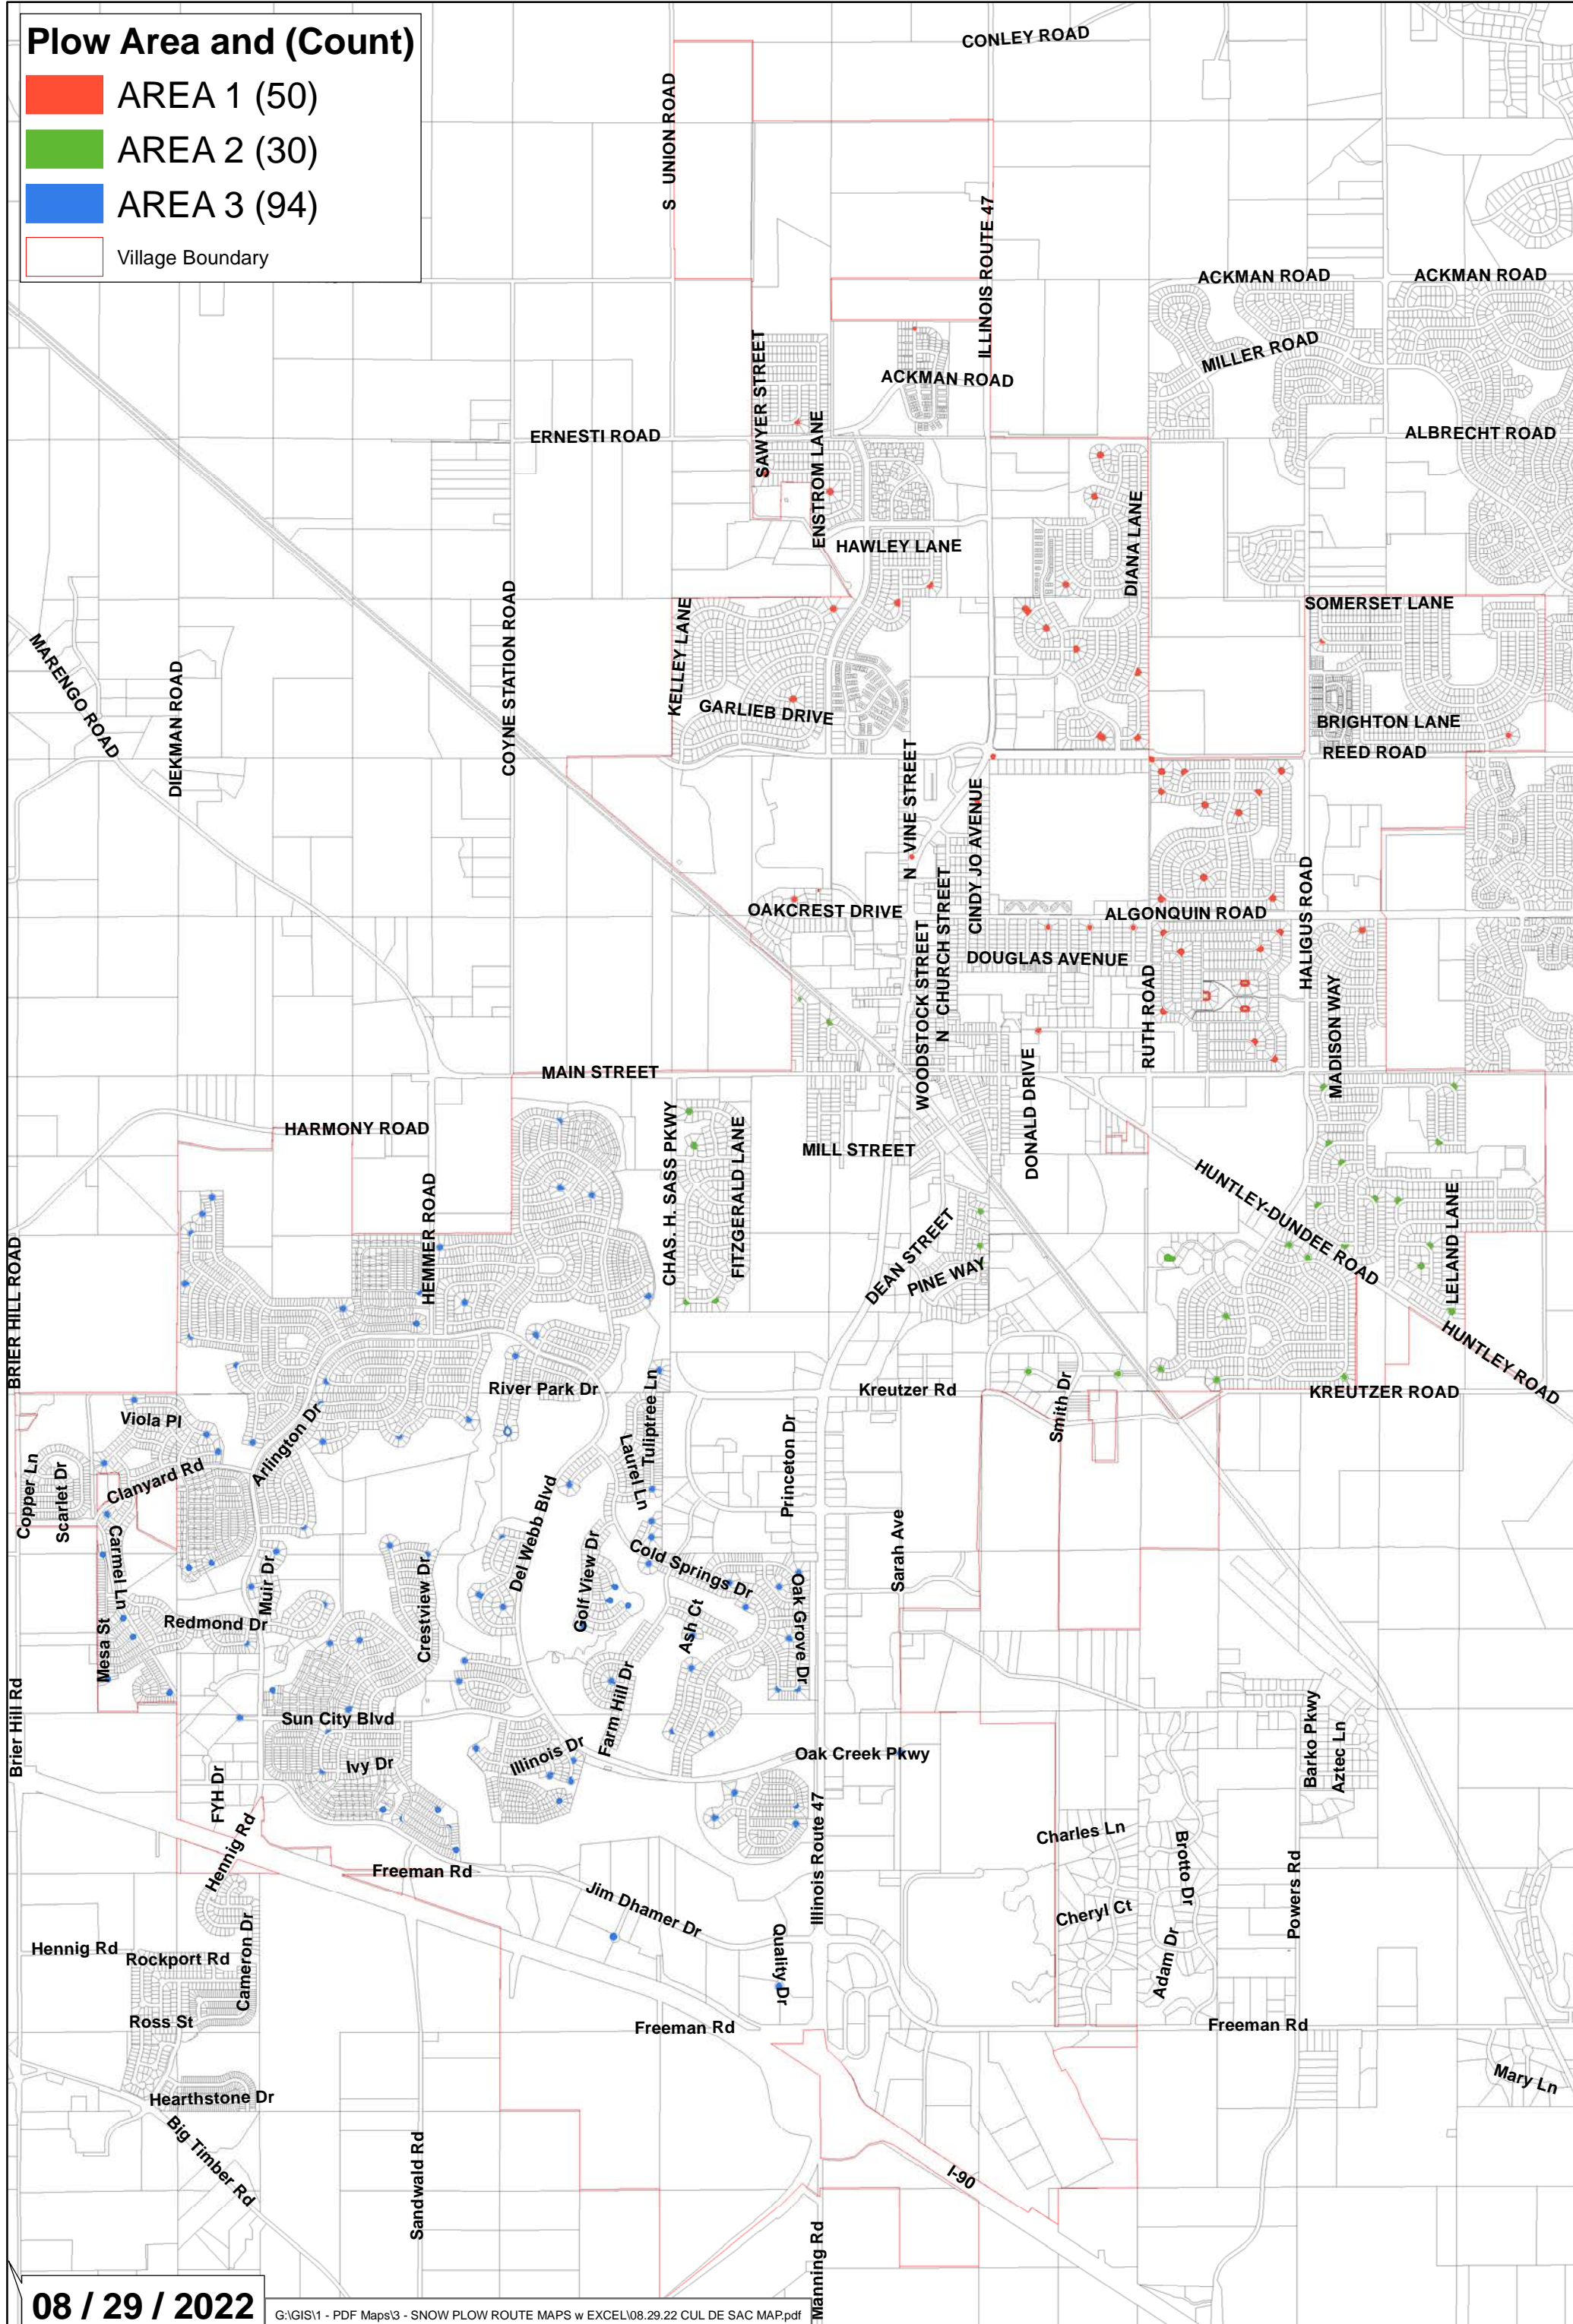 Plow Area and (Count)
AREA 1 (50)
AREA 2 (30)
AREA 3 (94)
Village Boundary
CONLEY ROAD
S UNION ROAD
ILLINOIS ROUTE 47
ACKMAN ROAD
ACKMAN ROAD
MILLER ROAD
SAWYER STREET
ACKMAN ROAD
ERNESTI ROAD
ENSTROM LANE
ALBRECHT ROAD
DIANA LANE
HAWLEY LANE
COYNE STATION ROAD
SOMERSET LANE
MARENGO ROAD
DIEKMAN ROAD
KELLEY LANE
GARLIEB DRIVE
BRIGHTON LANE
REED ROAD
N VINE STREET
CINDY JO AVENUE
N CHURCH STREET
HALIGUS ROAD
OAKCREST DRIVE
ALGONQUIN ROAD
WOODSTOCK STREET
DOUGLAS AVENUE
RUTH ROAD
MADISON WAY
MAIN STREET
DONALD DRIVE
HARMONY ROAD
CHAS. H. SASS PKWY
FITZGERALD LANE
MILL STREET
HEMMER ROAD
HUNTLEY-DUNDEE ROAD
LELAND LANE
DEAN STREET
PINE WAY
BRIER HILL ROAD
HUNTLEY ROAD
River Park Dr
Kreutzer Rd
KREUTZER ROAD
Smith Dr
Viola Pl
Arlington Dr
Tuliptree Ln
Laurel Ln
Princeton Dr
Copper Ln
Scarlet Dr
Clanyard Rd
Del Webb Blvd
Carmel Ln
Muir Dr
Crestview Dr
Golf View Dr
Cold Springs Dr
Sarah Ave
Oak Grove Dr
Redmond Dr
Mesa St
Ash Ct
Farm Hill Dr
Brier Hill Rd
Sun City Blvd
Ivy Dr
Illinois Dr
Oak Creek Pkwy
Barko Pkwy
Aztec Ln
FYH Dr
Hennig Rd
Illinois Route 47
Charles Ln
Brotto Dr
Freeman Rd
Jim Dhamer Dr
Cheryl Ct
Powers Rd
Hennig Rd
Rockport Rd
Cameron Dr
Quality Dr
Adam Dr
Ross St
Freeman Rd
Freeman Rd
Mary Ln
Hearthstone Dr
Big Timber Rd
Sandwald Rd
I-90
Manning Rd
08 / 29 / 2022
G:\GIS\1 - PDF Maps\3 - SNOW PLOW ROUTE MAPS w EXCEL\08.29.22 CUL DE SAC MAP.pdf